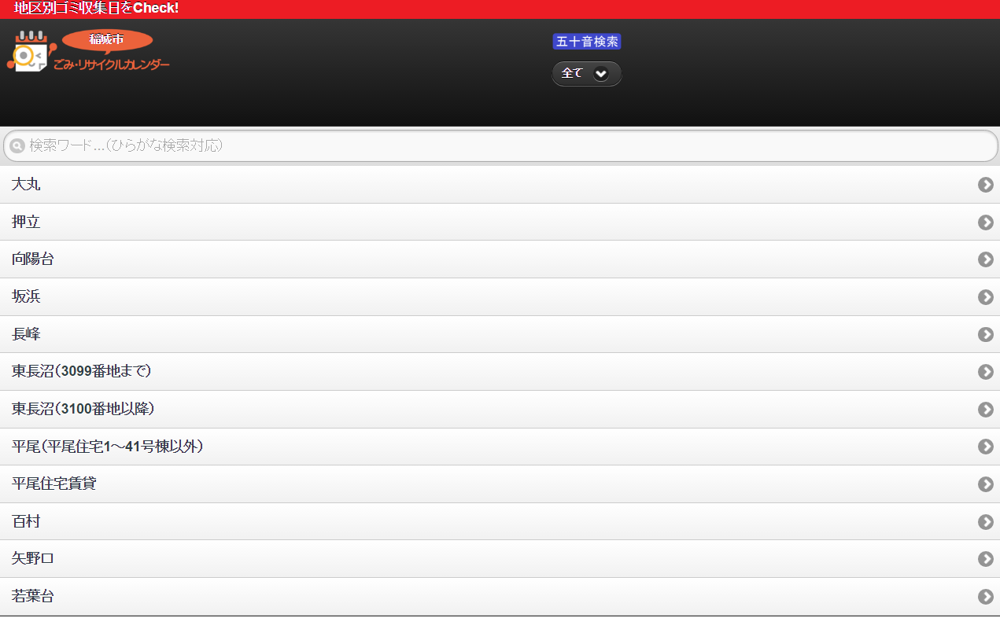 地区別ゴミ収集日をCheck!
稲城市
ごみ・リサイクルカレンダー
五十音検索
全て
検索ワード...(ひらがな検索対応)
大丸
押立
向陽台
坂浜
長峰
東長沼(3099番地まで)
東長沼(3100番地以降)
平尾(平尾住宅1～41号棟以外)
平尾住宅賃貸
百村
矢野口
若葉台